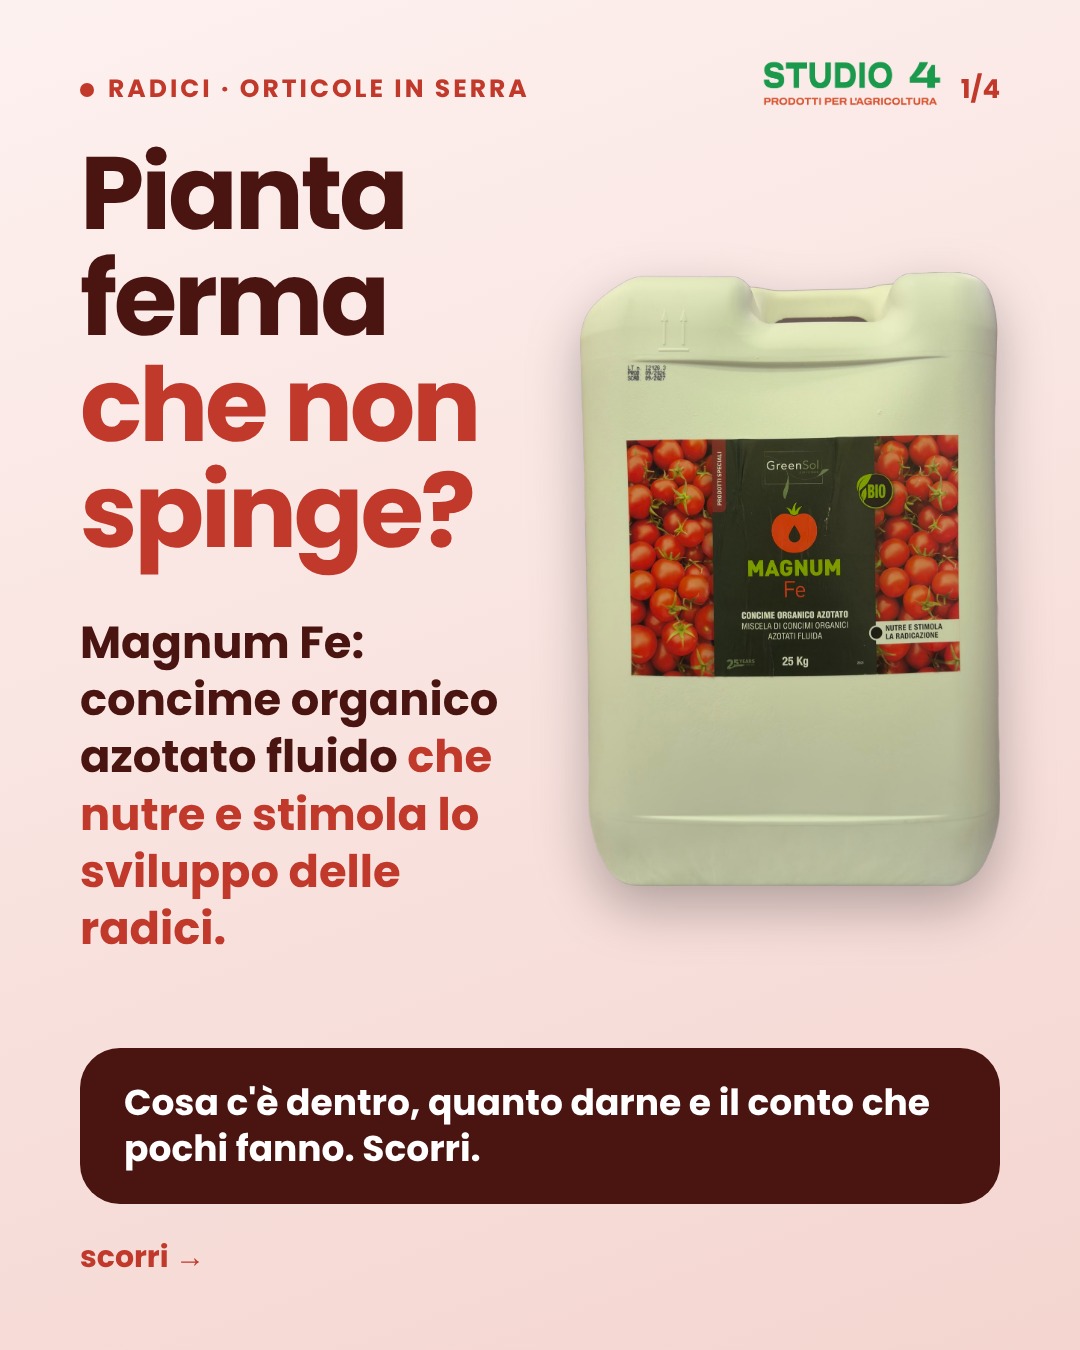 RADICI · ORTICOLE IN SERRA
STUDIO 4
PRODOTTI PER L'AGRICOLTURA
1/4
Pianta
ferma
che non
spinge?
Magnum Fe:
concime organico
azotato fluido che
nutre e stimola lo
sviluppo delle
radici.
PRODOTTI SPECIALI
GreenSol
BIO
MAGNUM
Fe
CONCIME ORGANICO AZOTATO
MISCELA DI CONCIMI ORGANICI
AZOTATI FLUIDA
NUTRE E STIMOLA
LA RADICAZIONE
25 Kg
Cosa c'è dentro, quanto darne e il conto che
pochi fanno. Scorri.
scorri →